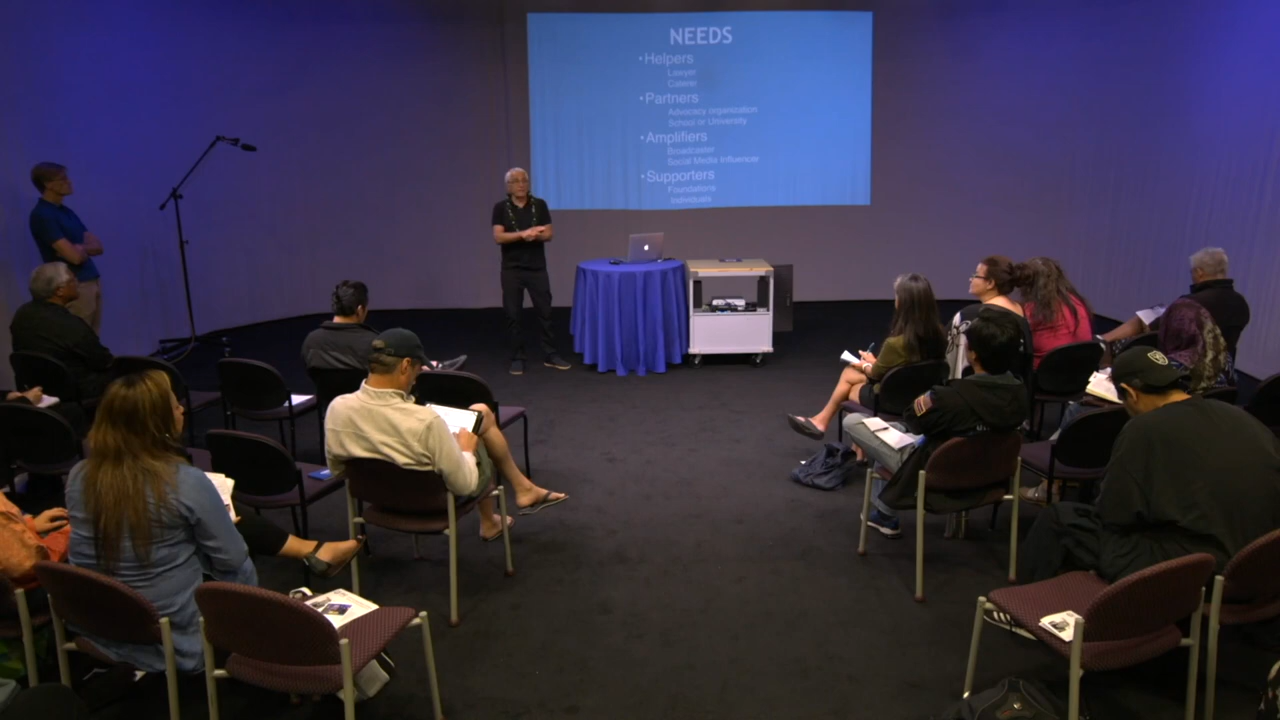 NEEDS
•Helpers
Lawyer
Caterer
•Partners
Advocacy organization
School or University
•Amplifiers
Broadcaster
Social Media Influencer
•Supporters
Foundations
Individuals